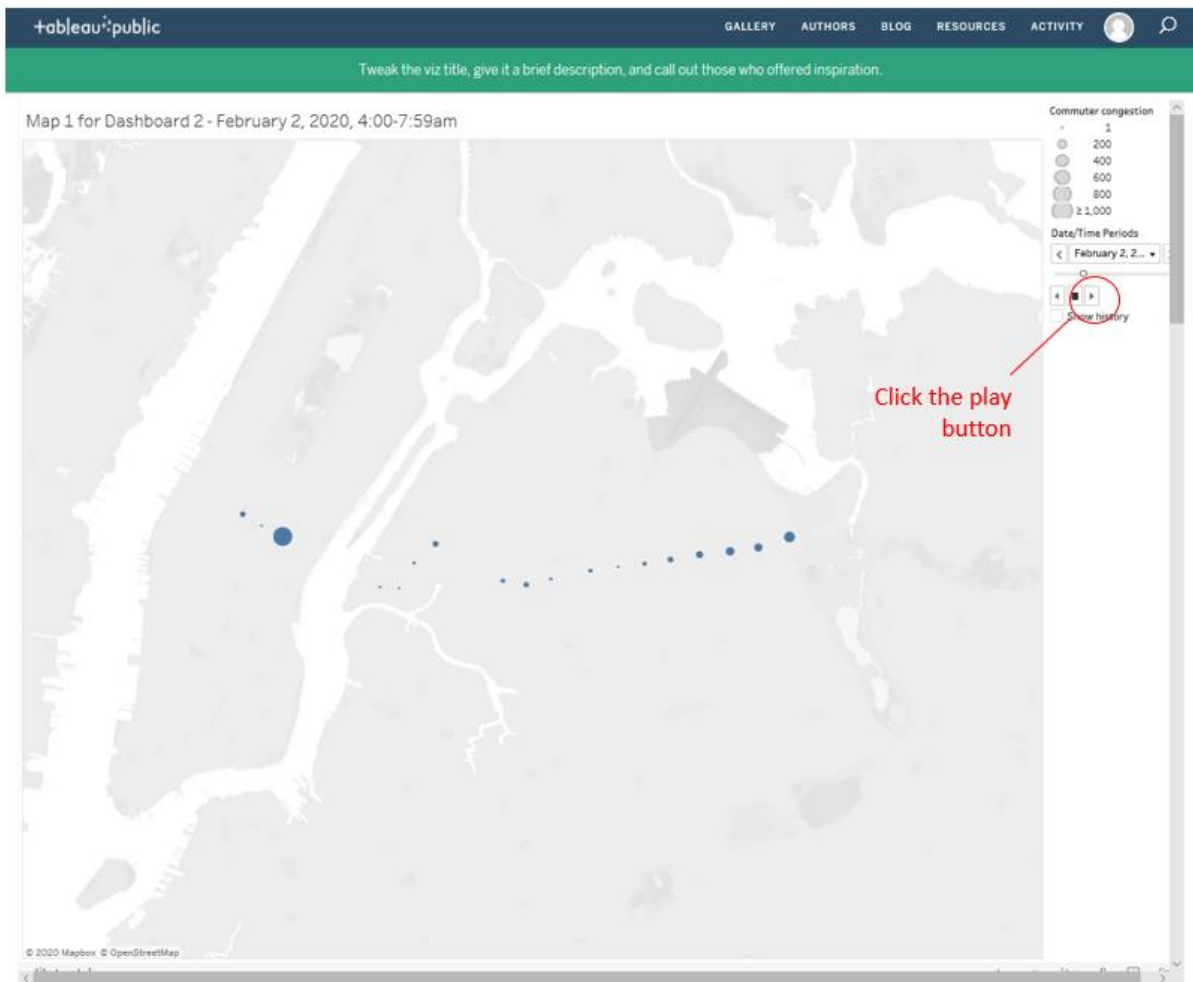 +ableau public
GALLERY AUTHORS BLOG RESOURCES ACTIVITY
Tweak the viz title, give it a brief description, and call out those who offered inspiration.
Map 1 for Dashboard 2 - February 2, 2020, 4:00-7:59am
Commuter congestion
1
200
400
600
800
≥ 1,000
Date/Time Periods
February 2, 2...
Show history
Click the play
button
© 2020 Mapbox © OpenStreetMap